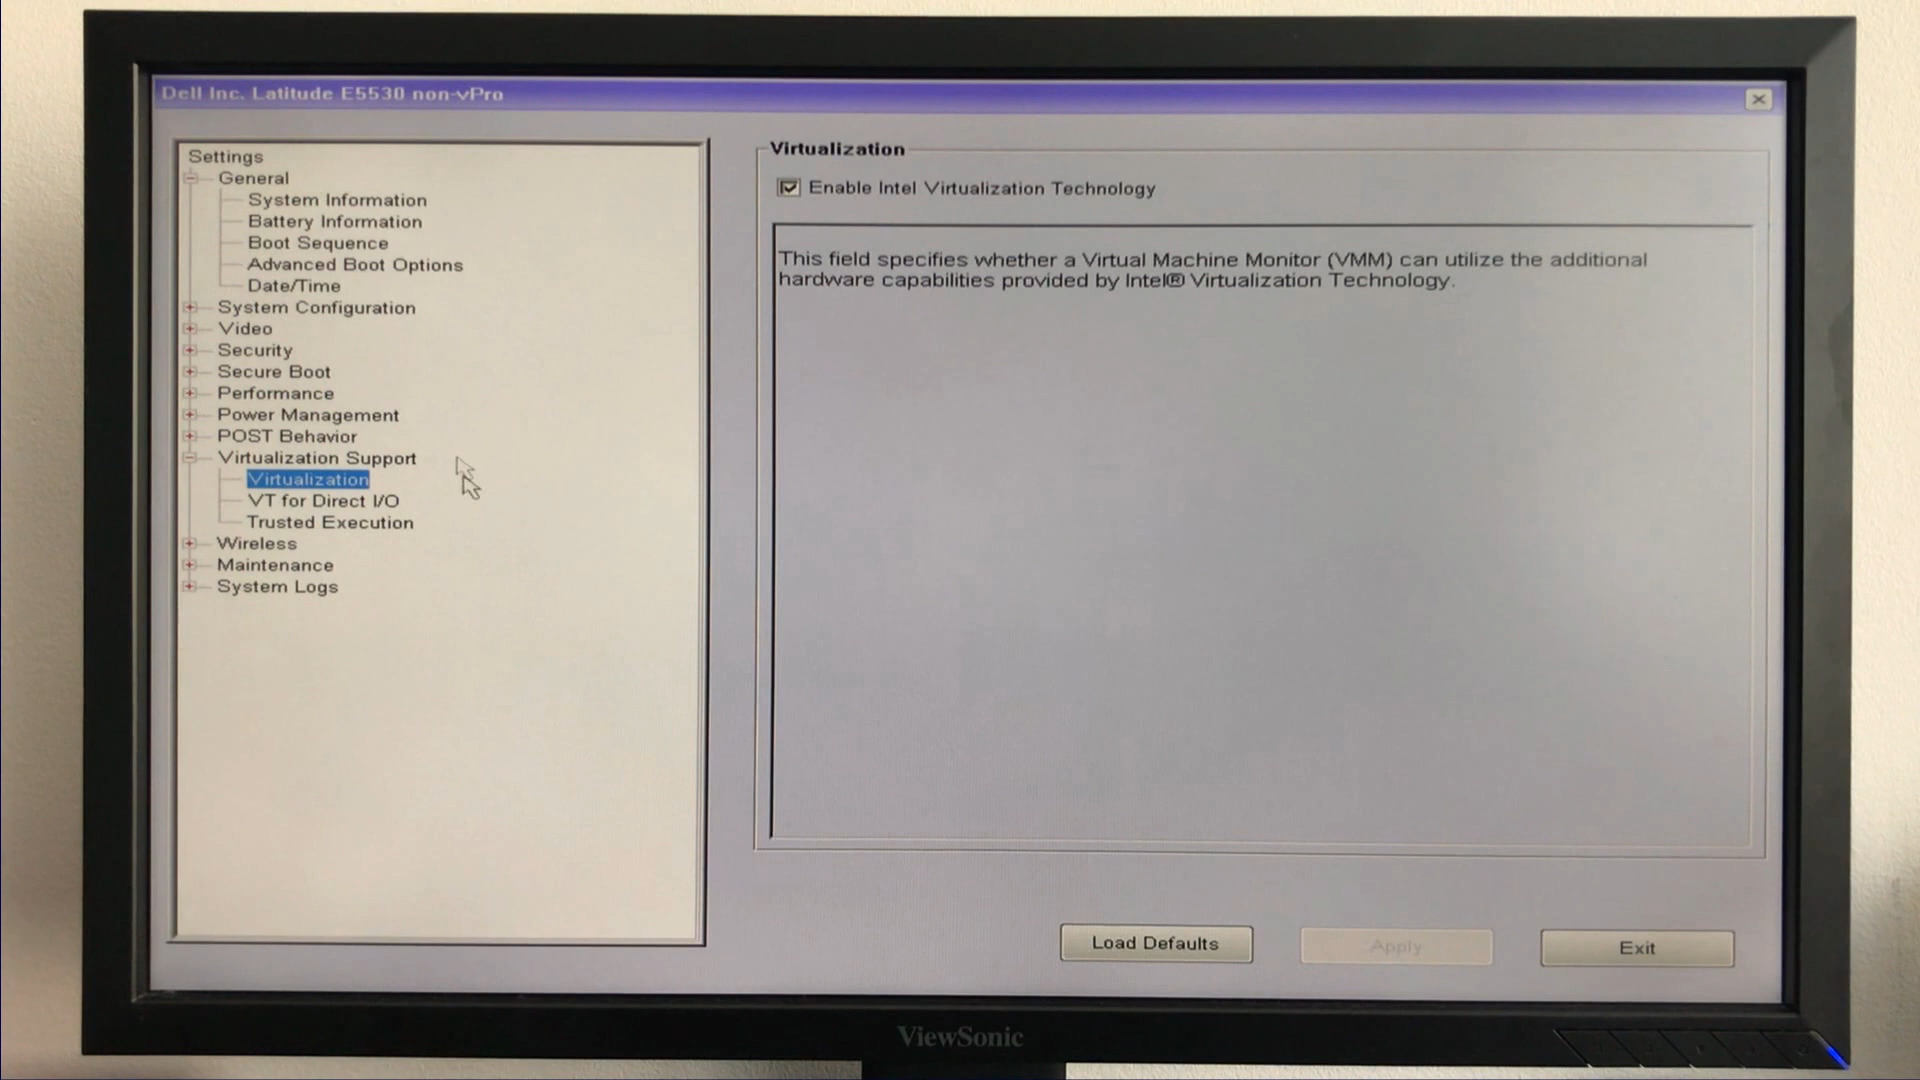 Dell Inc. Latitude E5530 non-vPro
Settings
General
System Information
Battery Information
Boot Sequence
Advanced Boot Options
Date/Time
System Configuration
Video
Security
Secure Boot
Performance
Power Management
POST Behavior
Virtualization Support
Virtualization
VT for Direct I/O
Trusted Execution
Wireless
Maintenance
System Logs
Virtualization
Enable Intel Virtualization Technology
This field specifies whether a Virtual Machine Monitor (VMM) can utilize the additional
hardware capabilities provided by Intel® Virtualization Technology.
Load Defaults
Apply
Exit
ViewSonic